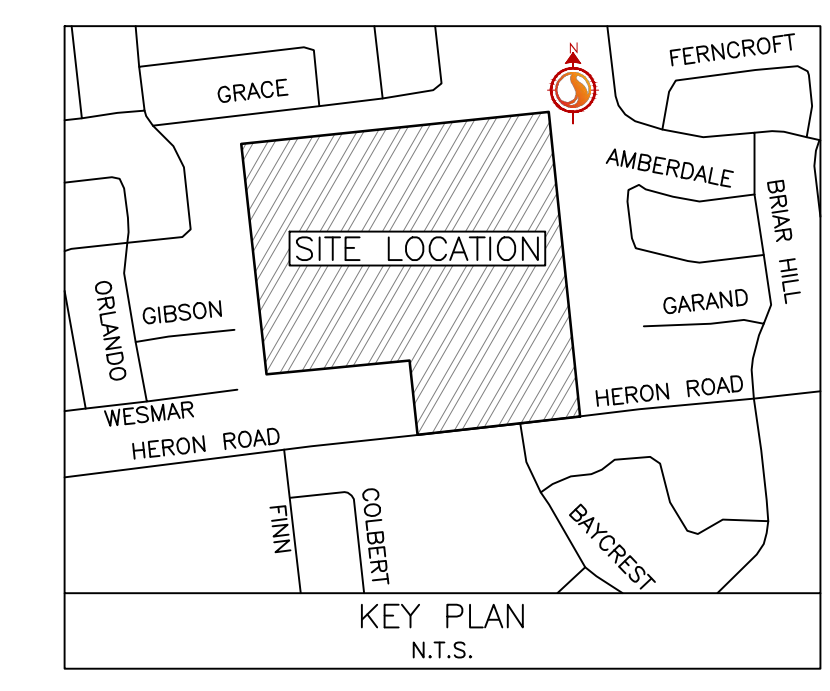 N
FERNCROFT
GRACE
AMBERDALE
BRIAR HILL
SITE LOCATION
ORLANDO
GIBSON
GARAND
HERON ROAD
WESMAR
HERON ROAD
FINN
COLBERT
BAYCREST
KEY PLAN
N.T.S.